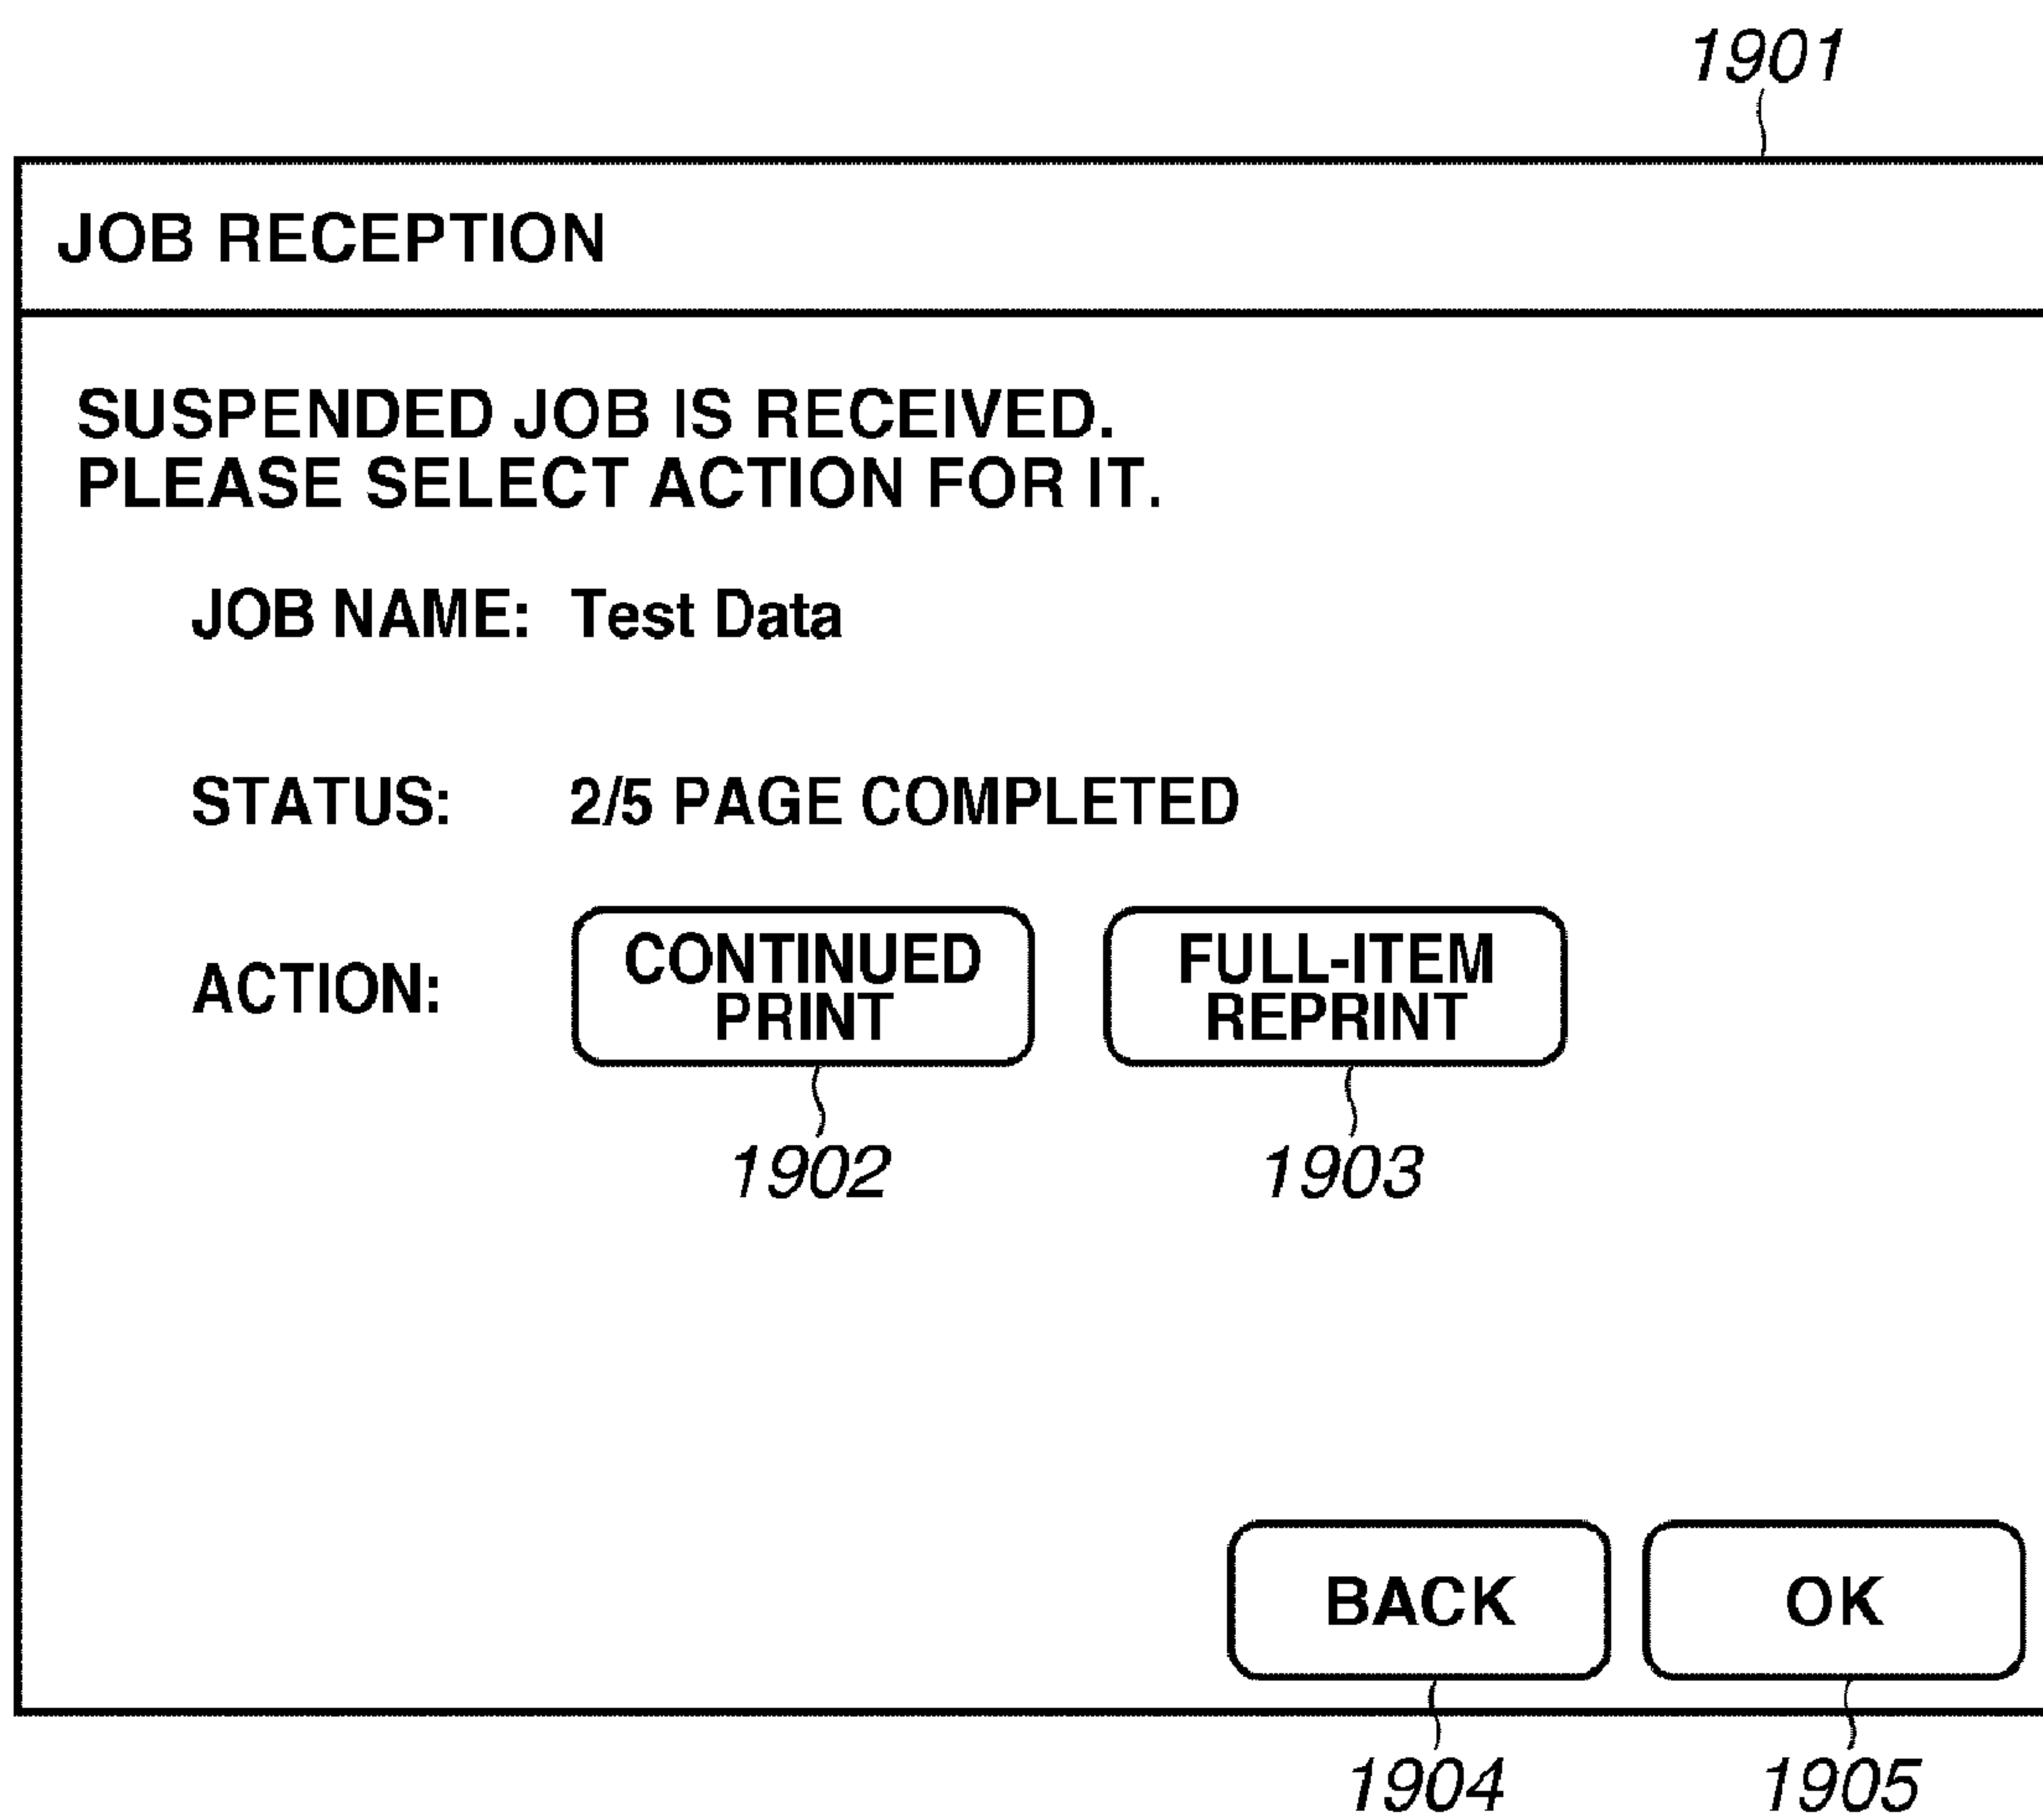 1901
JOB RECEPTION
SUSPENDED JOB IS RECEIVED.
PLEASE SELECT ACTION FOR IT.
JOB NAME: Test Data
STATUS: 2/5 PAGE COMPLETED
ACTION:
CONTINUED
PRINT
FULL-ITEM
REPRINT
1902
1903
BACK
OK
1904
1905